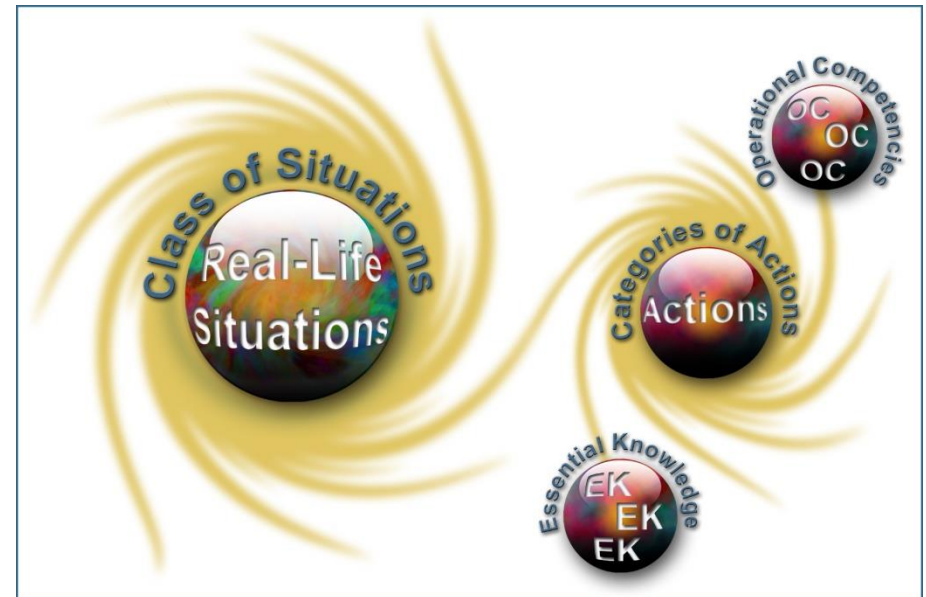 Class of Situations
Real-Life
Situations
Operational Competencies
OC
OC
OC
Categories of Actions
Actions
Essential Knowledge
EK
EK
EK